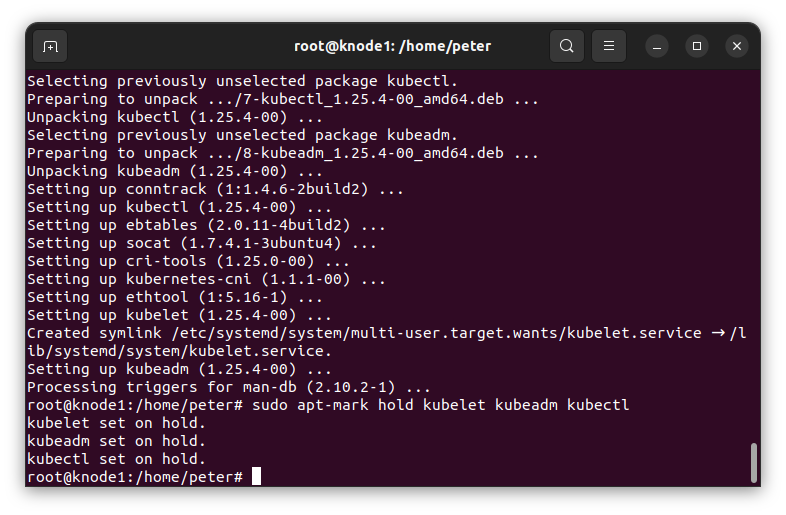 root@knode1: /home/peter
Selecting previously unselected package kubectl.
Preparing to unpack .../7-kubectl_1.25.4-00_amd64.deb ...
Unpacking kubectl (1.25.4-00) ...
Selecting previously unselected package kubeadm.
Preparing to unpack .../8-kubeadm_1.25.4-00_amd64.deb ...
Unpacking kubeadm (1.25.4-00) ...
Setting up conntrack (1:1.4.6-2build2) ...
Setting up kubectl (1.25.4-00) ...
Setting up ebtables (2.0.11-4build2) ...
Setting up socat (1.7.4.1-3ubuntu4) ...
Setting up cri-tools (1.25.0-00) ...
Setting up kubernetes-cni (1.1.1-00) ...
Setting up ethtool (1:5.16-1) ...
Setting up kubelet (1.25.4-00) ...
Created symlink /etc/systemd/system/multi-user.target.wants/kubelet.service → /l
ib/systemd/system/kubelet.service.
Setting up kubeadm (1.25.4-00) ...
Processing triggers for man-db (2.10.2-1) ...
root@knode1:/home/peter# sudo apt-mark hold kubelet kubeadm kubectl
kubelet set on hold.
kubeadm set on hold.
kubectl set on hold.
root@knode1:/home/peter#